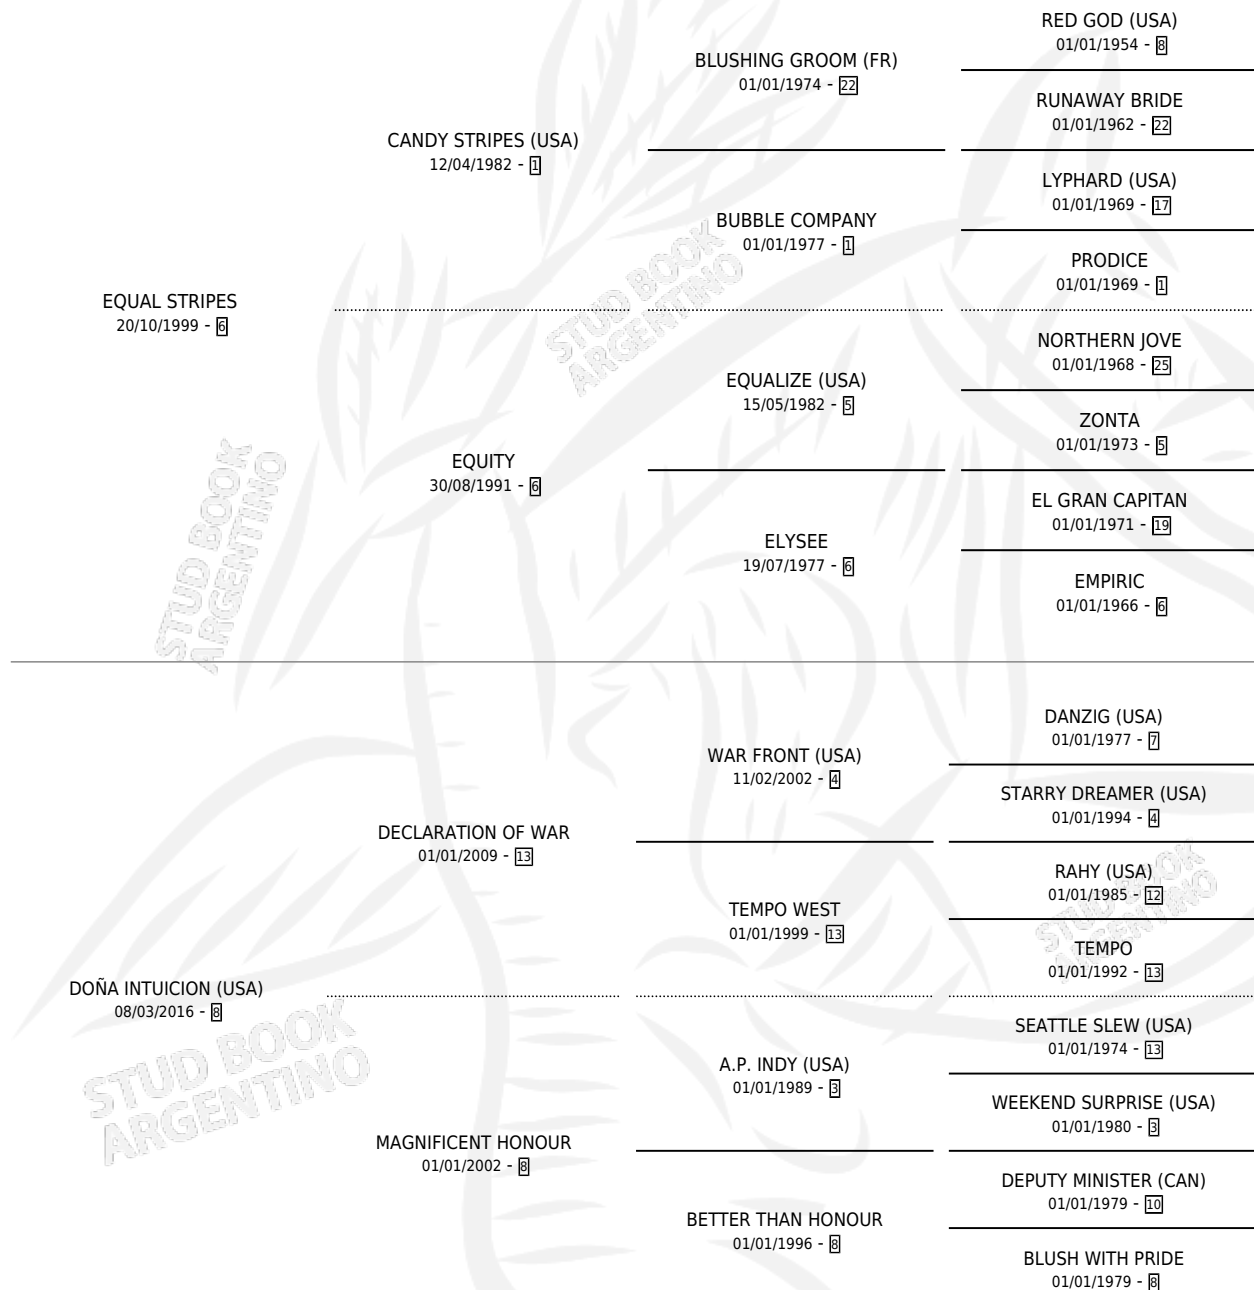 RED GOD (USA)
01/01/1954 - 8
BLUSHING GROOM (FR)
01/01/1974 - 22
RUNAWAY BRIDE
01/01/1962 - 22
CANDY STRIPES (USA)
12/04/1982 - 1
LYPHARD (USA)
01/01/1969 - 17
BUBBLE COMPANY
01/01/1977 - 1
PRODICE
01/01/1969 - 1
EQUAL STRIPES
20/10/1999 - 6
NORTHERN JOVE
01/01/1968 - 25
EQUALIZE (USA)
15/05/1982 - 5
ZONTA
01/01/1973 - 5
EQUITY
30/08/1991 - 6
EL GRAN CAPITAN
01/01/1971 - 19
ELYSEE
19/07/1977 - 6
EMPIRIC
01/01/1966 - 6
DANZIG (USA)
01/01/1977 - 7
WAR FRONT (USA)
11/02/2002 - 4
STARRY DREAMER (USA)
01/01/1994 - 4
DECLARATION OF WAR
01/01/2009 - 13
RAHY (USA)
01/01/1985 - 12
TEMPO WEST
01/01/1999 - 13
TEMPO
01/01/1992 - 13
DOÑA INTUICION (USA)
08/03/2016 - 8
SEATTLE SLEW (USA)
01/01/1974 - 13
A.P. INDY (USA)
01/01/1989 - 3
WEEKEND SURPRISE (USA)
01/01/1980 - 3
MAGNIFICENT HONOUR
01/01/2002 - 8
DEPUTY MINISTER (CAN)
01/01/1979 - 10
BETTER THAN HONOUR
01/01/1996 - 8
BLUSH WITH PRIDE
01/01/1979 - 8
STUD BOOK
ARGENTINO
STUD BOOK
ARGENTINO
STUD BOOK
ARGENTINO
STUD BOOK
ARGENTINO